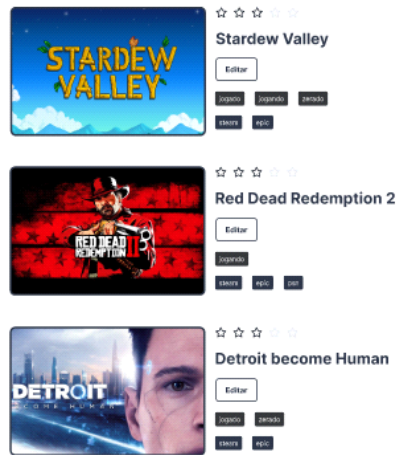 STARDEW
VALLEY
Stardew Valley
Editar
jogado jogando zerado
steam epic
RED DEAD
REDEMPTION II
Red Dead Redemption 2
Editar
jogando
steam epic
DETROIT
BECOME HUMAN
Detroit become Human
Editar
jogado zerado
steam epic